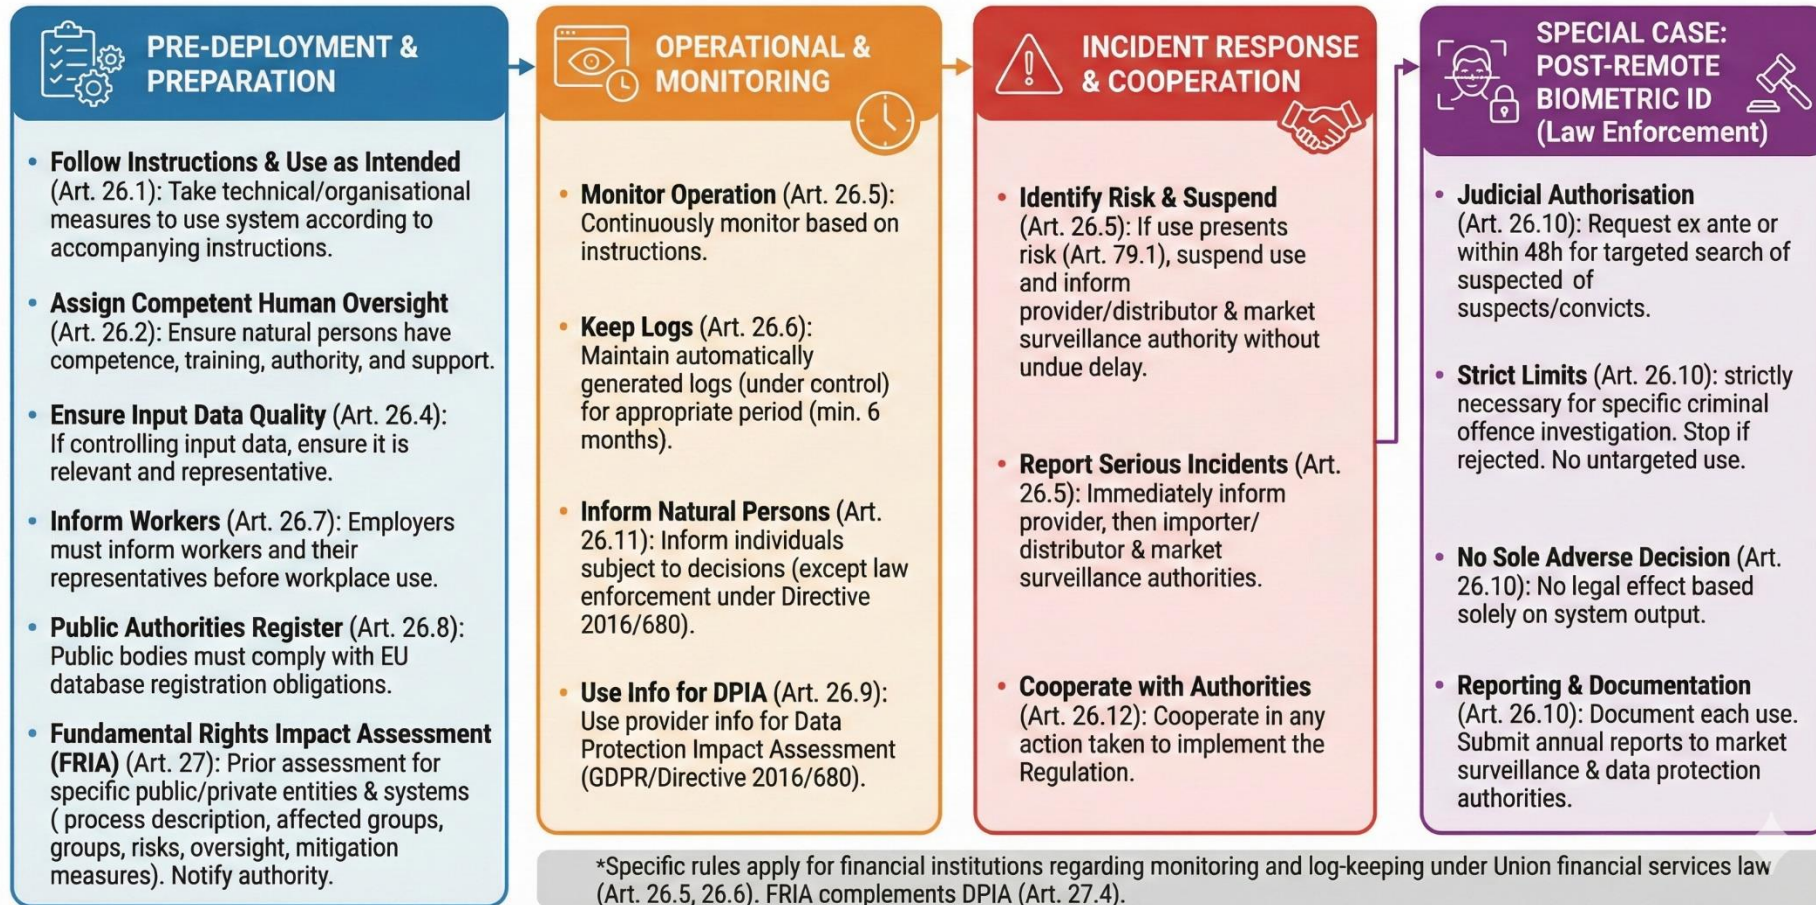 PRE-DEPLOYMENT &
PREPARATION
• Follow Instructions & Use as Intended
(Art. 26.1): Take technical/organisational
measures to use system according to
accompanying instructions.
• Assign Competent Human Oversight
(Art. 26.2): Ensure natural persons have
competence, training, authority, and support.
• Ensure Input Data Quality (Art. 26.4):
If controlling input data, ensure it is
relevant and representative.
• Inform Workers (Art. 26.7): Employers
must inform workers and their
representatives before workplace use.
• Public Authorities Register (Art. 26.8):
Public bodies must comply with EU
database registration obligations.
• Fundamental Rights Impact Assessment
(FRIA) (Art. 27): Prior assessment for
specific public/private entities & systems
( process description, affected groups,
groups, risks, oversight, mitigation
measures). Notify authority.
OPERATIONAL &
MONITORING
• Monitor Operation (Art. 26.5):
Continuously monitor based on
instructions.
• Keep Logs (Art. 26.6):
Maintain automatically
generated logs (under control)
for appropriate period (min. 6
months).
• Inform Natural Persons (Art.
26.11): Inform individuals
subject to decisions (except law
enforcement under Directive
2016/680).
• Use Info for DPIA (Art. 26.9):
Use provider info for Data
Protection Impact Assessment
(GDPR/Directive 2016/680).
INCIDENT RESPONSE
& COOPERATION
• Identify Risk & Suspend
(Art. 26.5): If use presents
risk (Art. 79.1), suspend use
and inform
provider/distributor & market
surveillance authority without
undue delay.
• Report Serious Incidents (Art.
26.5): Immediately inform
provider, then importer/
distributor & market
surveillance authorities.
• Cooperate with Authorities
(Art. 26.12): Cooperate in any
action taken to implement the
Regulation.
SPECIAL CASE:
POST-REMOTE
BIOMETRIC ID
(Law Enforcement)
• Judicial Authorisation
(Art. 26.10): Request ex ante or
within 48h for targeted search of
suspected of
suspects/convicts.
• Strict Limits (Art. 26.10): strictly
necessary for specific criminal
offence investigation. Stop if
rejected. No untargeted use.
• No Sole Adverse Decision (Art.
26.10): No legal effect based
solely on system output.
• Reporting & Documentation
(Art. 26.10): Document each use.
Submit annual reports to market
surveillance & data protection
authorities.
*Specific rules apply for financial institutions regarding monitoring and log-keeping under Union financial services law
(Art. 26.5, 26.6). FRIA complements DPIA (Art. 27.4).